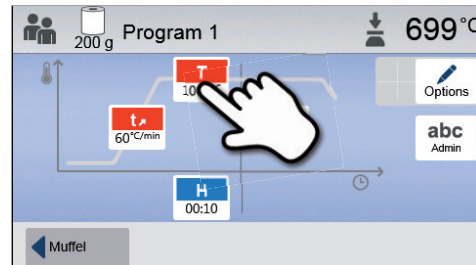 200 g
Program 1
699°C
T
10
t↗
60°C/min
H
00:10
Options
abc
Admin
Muffel